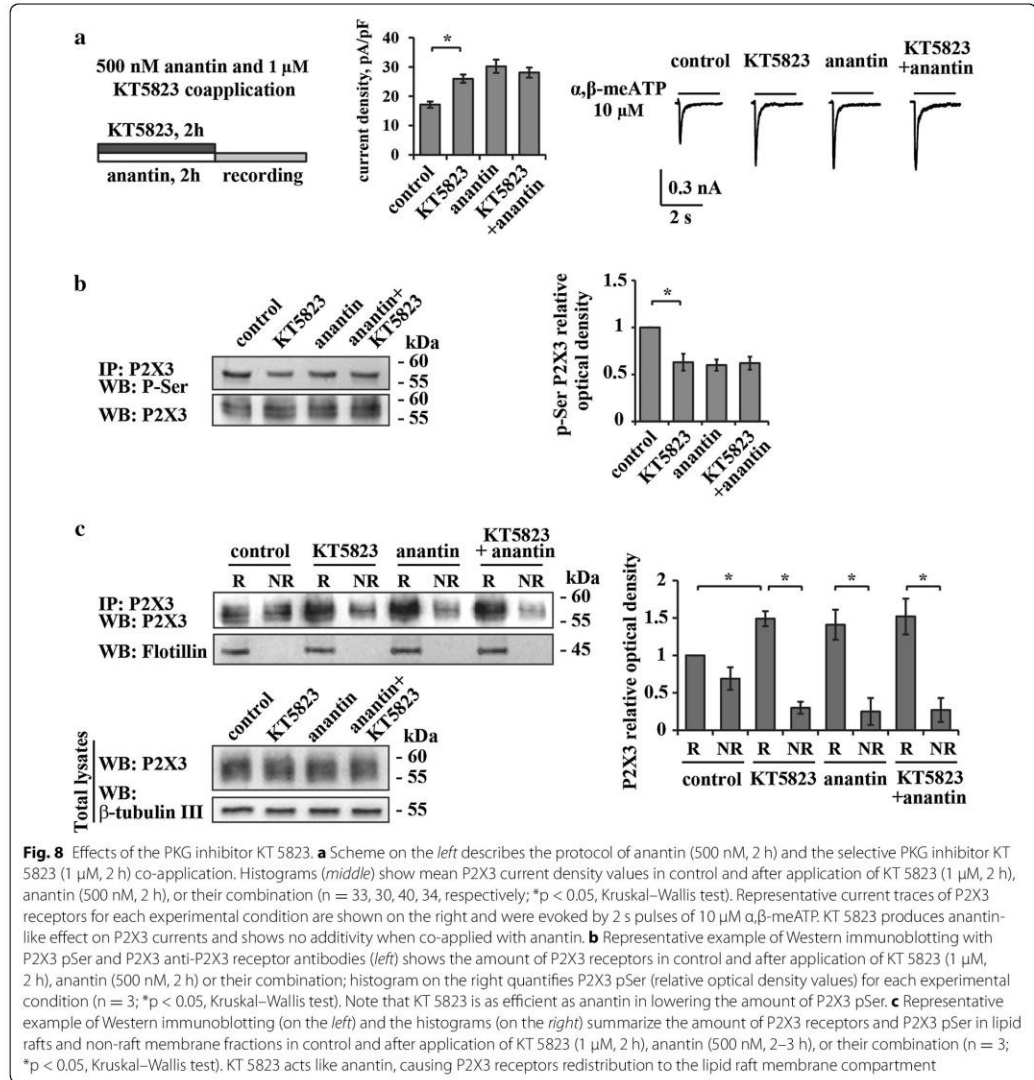 a
500 nM anantin and 1 μM
KT5823 coapplication
KT5823, 2h
anantin, 2h recording
current density, pA/pF
40
30
20
10
0
*
control
KT5823
anantin
KT5823
+anantin
control KT5823 anantin KT5823
+anantin
α,β-meATP
10 μM
0.3 nA
2 s
b
control
KT5823
anantin
anantin+
KT5823
kDa
IP: P2X3
WB: P-Ser
- 60
- 55
WB: P2X3
- 60
- 55
p-Ser P2X3 relative
optical density
1.5
1
0.5
0
*
control
KT5823
anantin
KT5823
+anantin
c
control KT5823 anantin KT5823
+ anantin
R NR R NR R NR R NR
kDa
IP: P2X3
WB: P2X3
- 60
- 55
WB: Flotillin
- 45
Total lysates
control
KT5823
anantin
anantin+
KT5823
kDa
WB: P2X3
- 60
- 55
WB:
β-tubulin III
- 55
P2X3 relative optical density
2
1.5
1
0.5
0
* * * *
R NR R NR R NR R NR
control KT5823 anantin KT5823
+anantin
Fig. 8 Effects of the PKG inhibitor KT 5823. a Scheme on the left describes the protocol of anantin (500 nM, 2 h) and the selective PKG inhibitor KT
5823 (1 μM, 2 h) co-application. Histograms (middle) show mean P2X3 current density values in control and after application of KT 5823 (1 μM, 2 h),
anantin (500 nM, 2 h), or their combination (n = 33, 30, 40, 34, respectively; *p < 0.05, Kruskal–Wallis test). Representative current traces of P2X3
receptors for each experimental condition are shown on the right and were evoked by 2 s pulses of 10 μM α,β-meATP. KT 5823 produces anantin-
like effect on P2X3 currents and shows no additivity when co-applied with anantin. b Representative example of Western immunoblotting with
P2X3 pSer and P2X3 anti-P2X3 receptor antibodies (left) shows the amount of P2X3 receptors in control and after application of KT 5823 (1 μM,
2 h), anantin (500 nM, 2 h) or their combination; histogram on the right quantifies P2X3 pSer (relative optical density values) for each experimental
condition (n = 3; *p < 0.05, Kruskal–Wallis test). Note that KT 5823 is as efficient as anantin in lowering the amount of P2X3 pSer. c Representative
example of Western immunoblotting (on the left) and the histograms (on the right) summarize the amount of P2X3 receptors and P2X3 pSer in lipid
rafts and non-raft membrane fractions in control and after application of KT 5823 (1 μM, 2 h), anantin (500 nM, 2–3 h), or their combination (n = 3;
*p < 0.05, Kruskal–Wallis test). KT 5823 acts like anantin, causing P2X3 receptors redistribution to the lipid raft membrane compartment